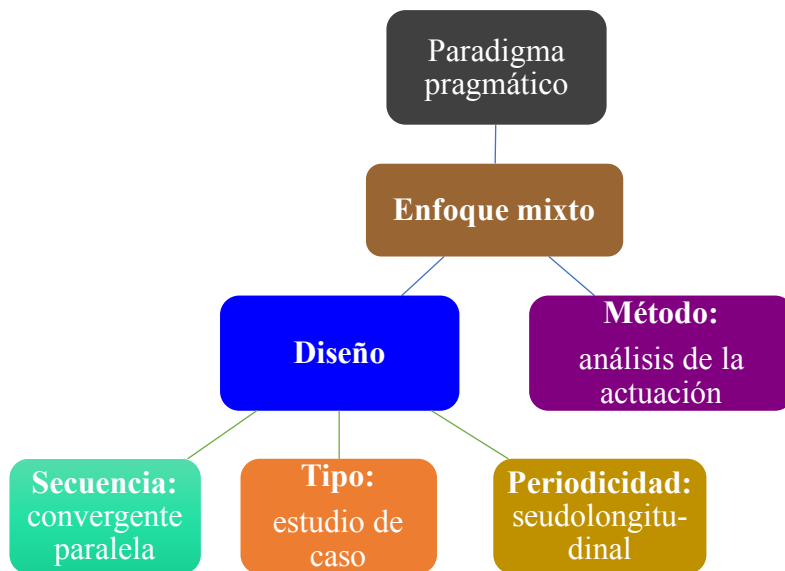 Paradigma
pragmático
Enfoque mixto
Diseño
Método:
análisis de la
actuación
Secuencia:
convergente
paralela
Tipo:
estudio de
caso
Periodicidad:
seudolongitu-
dinal